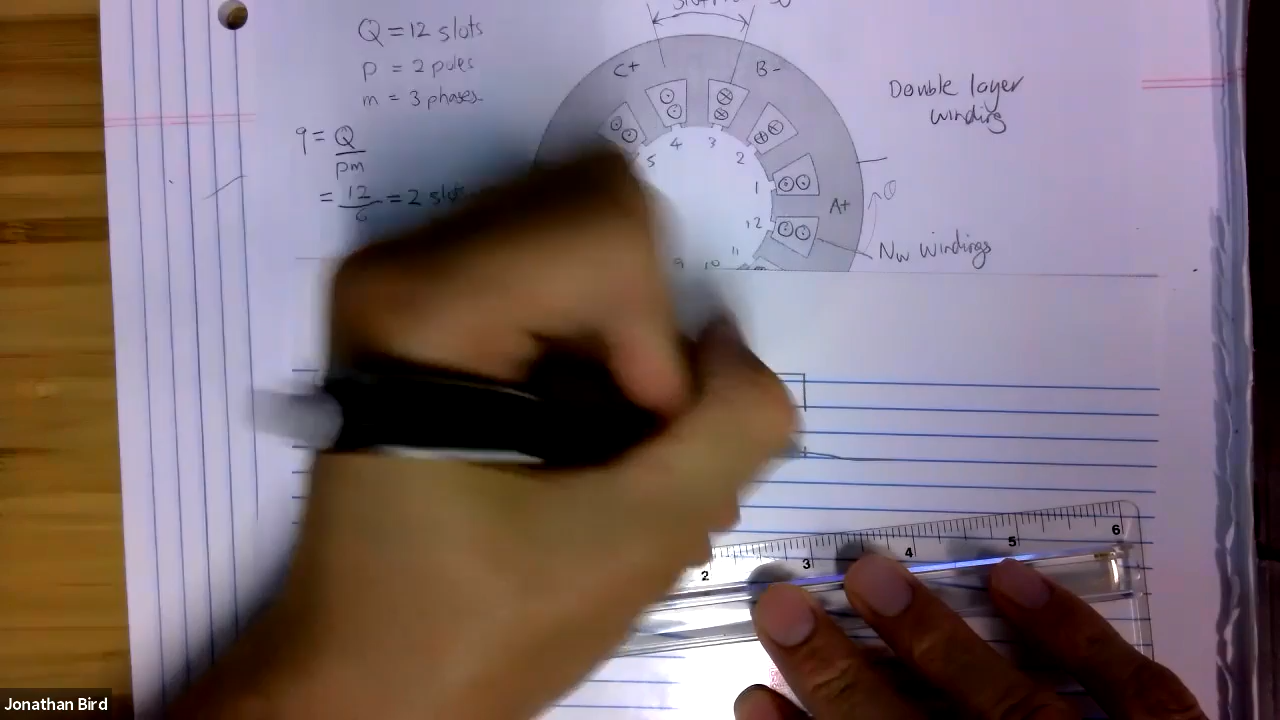 Q = 12 slots
p = 2 poles
m = 3 phases
q = Q
pm
= 12 = 2
6
C+
B-
A+
5
4
3
2
1
12
11
10
9
Double layer
winding
θ
Nw windings
2
3
4
5
6
Jonathan Bird